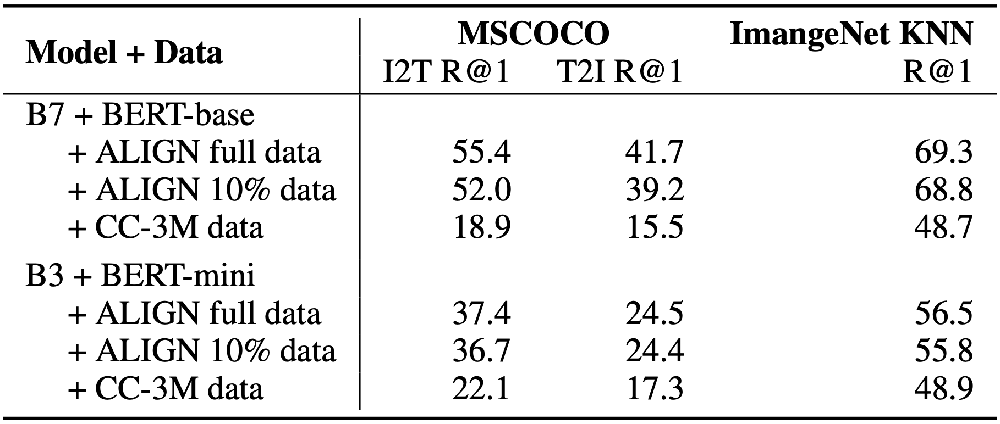 Model + Data MSCOCO ImangeNet KNN
I2T R@1 T2I R@1 R@1
B7 + BERT-base
+ ALIGN full data 55.4 41.7 69.3
+ ALIGN 10% data 52.0 39.2 68.8
+ CC-3M data 18.9 15.5 48.7
B3 + BERT-mini
+ ALIGN full data 37.4 24.5 56.5
+ ALIGN 10% data 36.7 24.4 55.8
+ CC-3M data 22.1 17.3 48.9